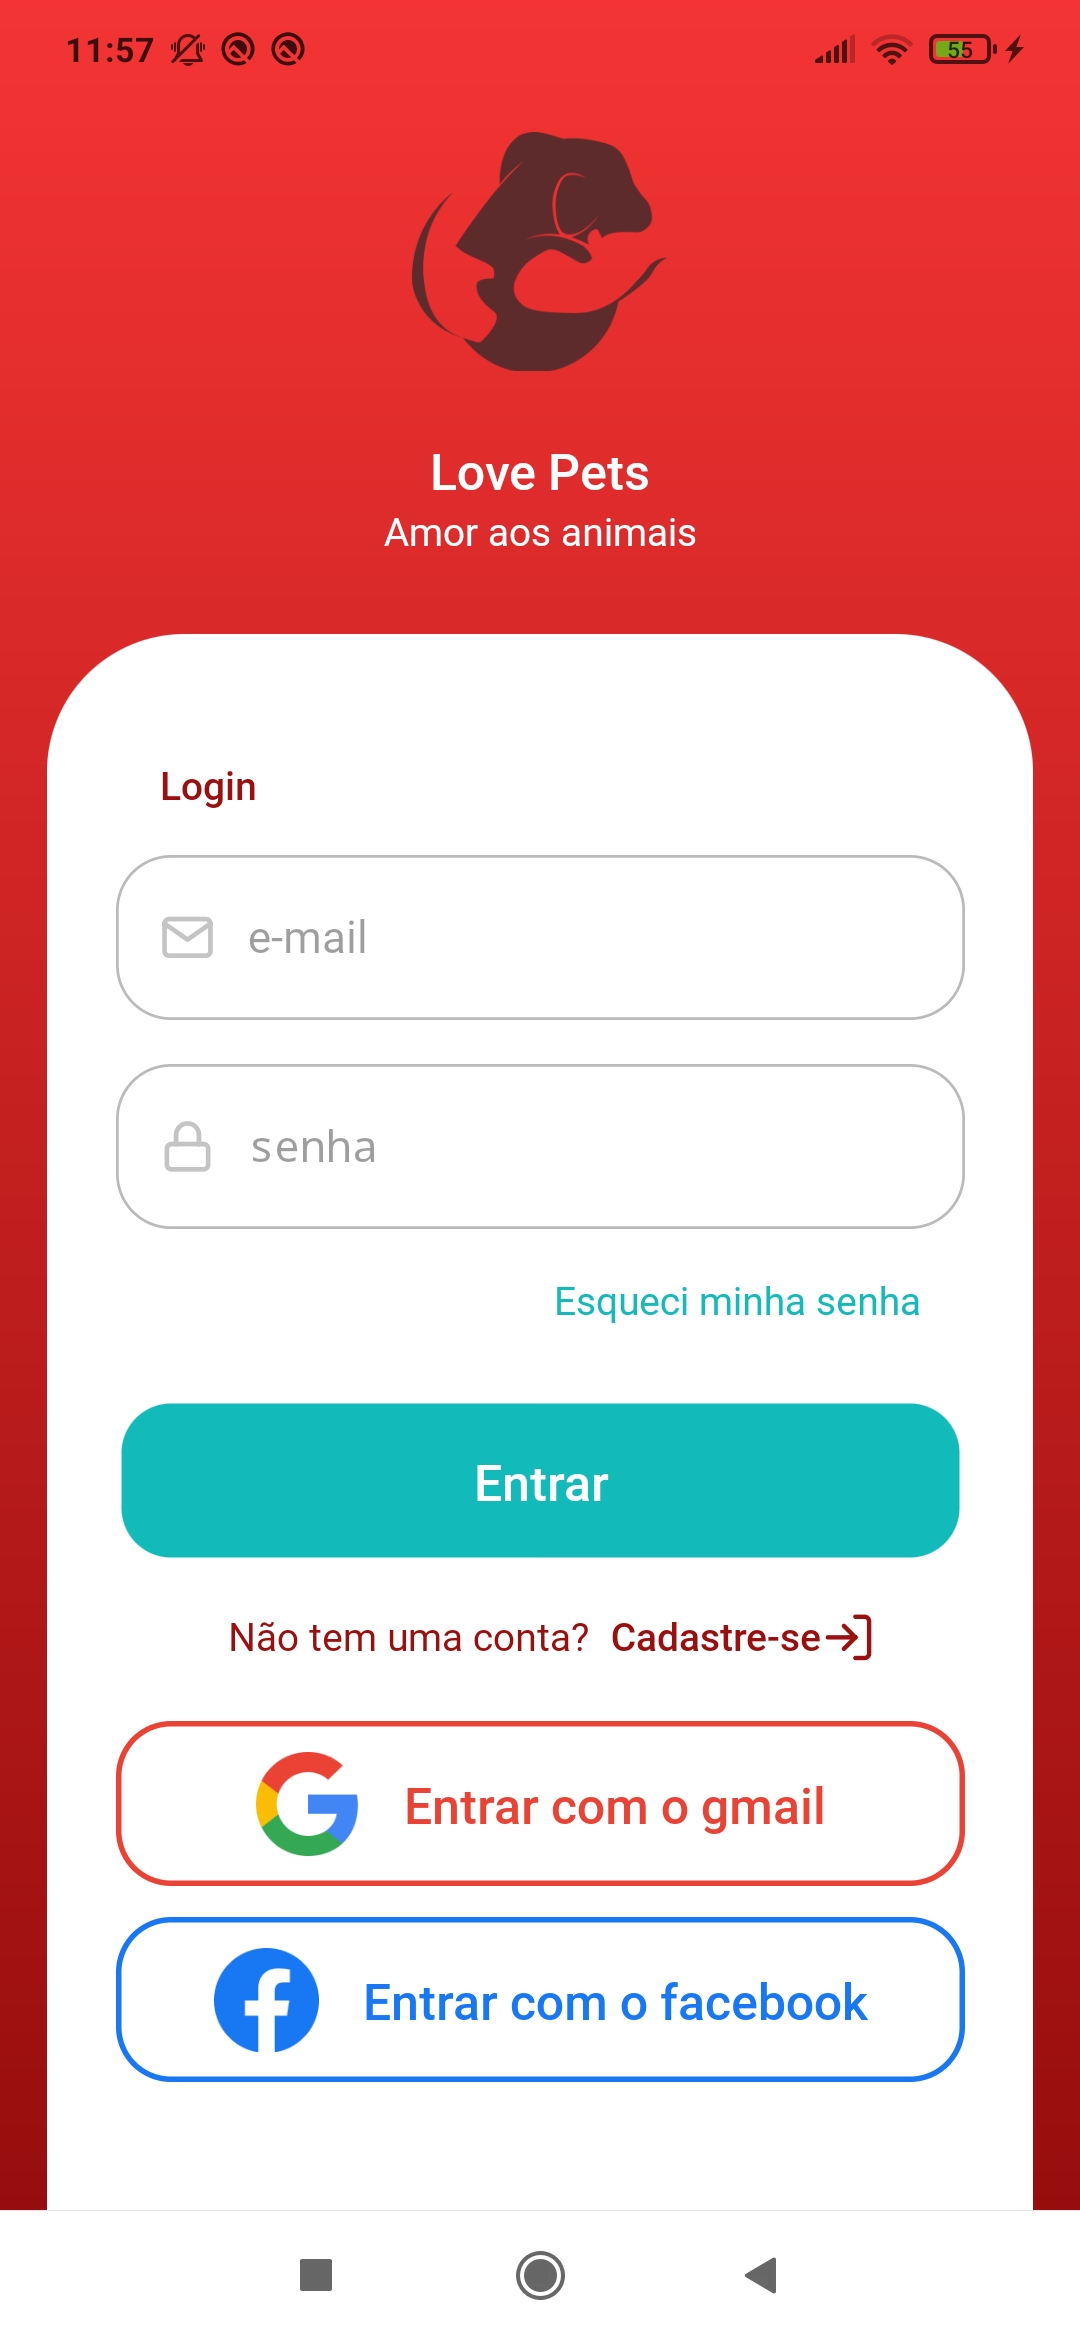 11:57
55
Love Pets
Amor aos animais
Login
e-mail
senha
Esqueci minha senha
Entrar
Não tem uma conta? Cadastre-se
Entrar com o gmail
Entrar com o facebook